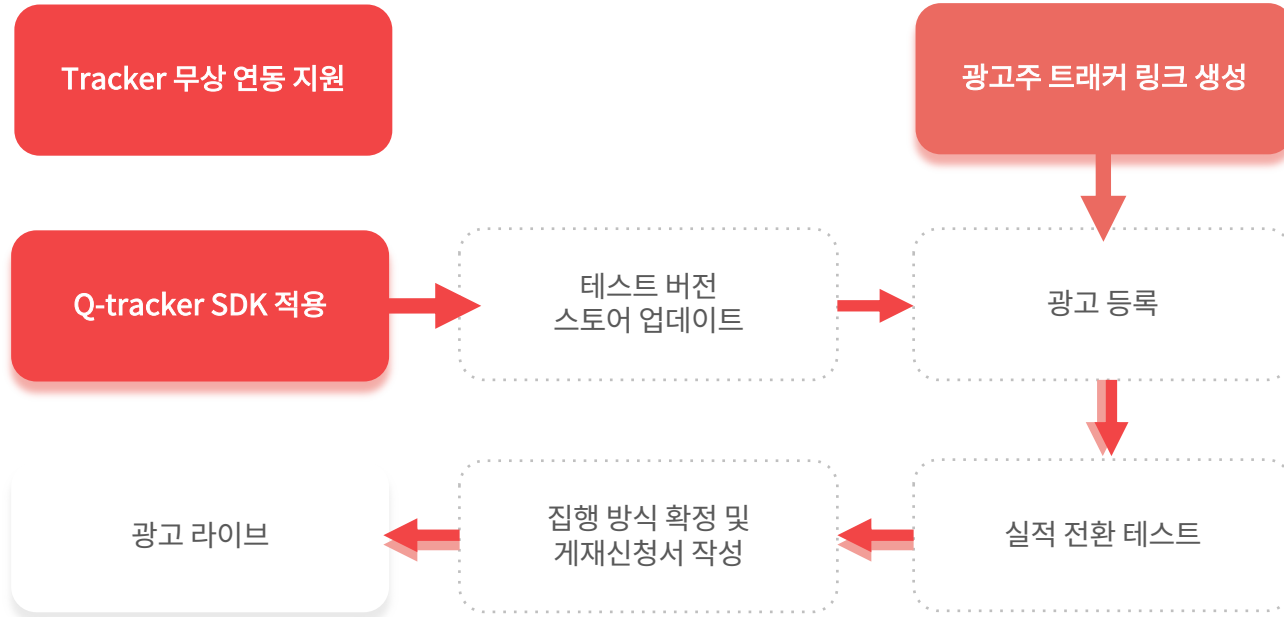 Tracker 무상 연동 지원
광고주 트래커 링크 생성
Q-tracker SDK 적용
테스트 버전
스토어 업데이트
광고 등록
광고 라이브
집행 방식 확정 및
게재신청서 작성
실적 전환 테스트